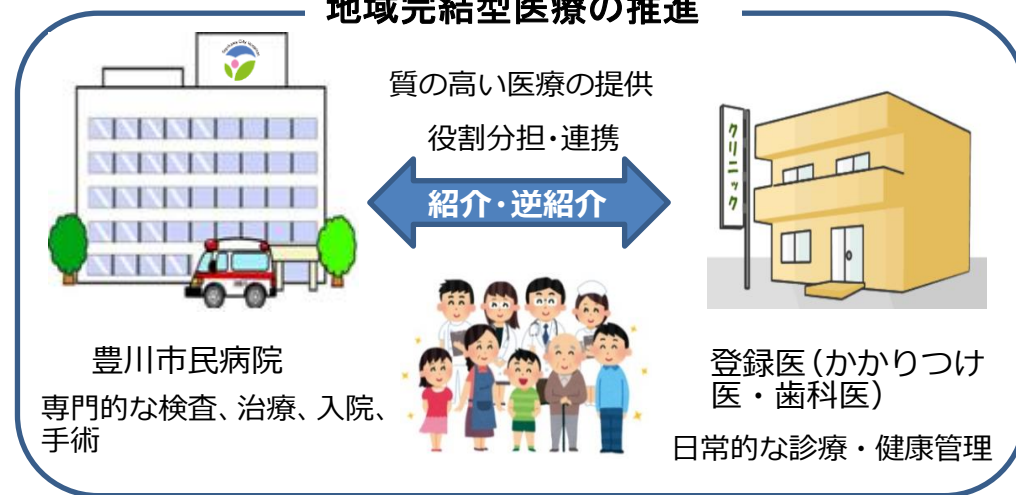 地域完結型医療の推進
質の高い医療の提供
役割分担・連携
紹介・逆紹介
クリニック
豊川市民病院
専門的な検査、治療、入院、
手術
登録医(かかりつけ
医・歯科医)
日常的な診療・健康管理